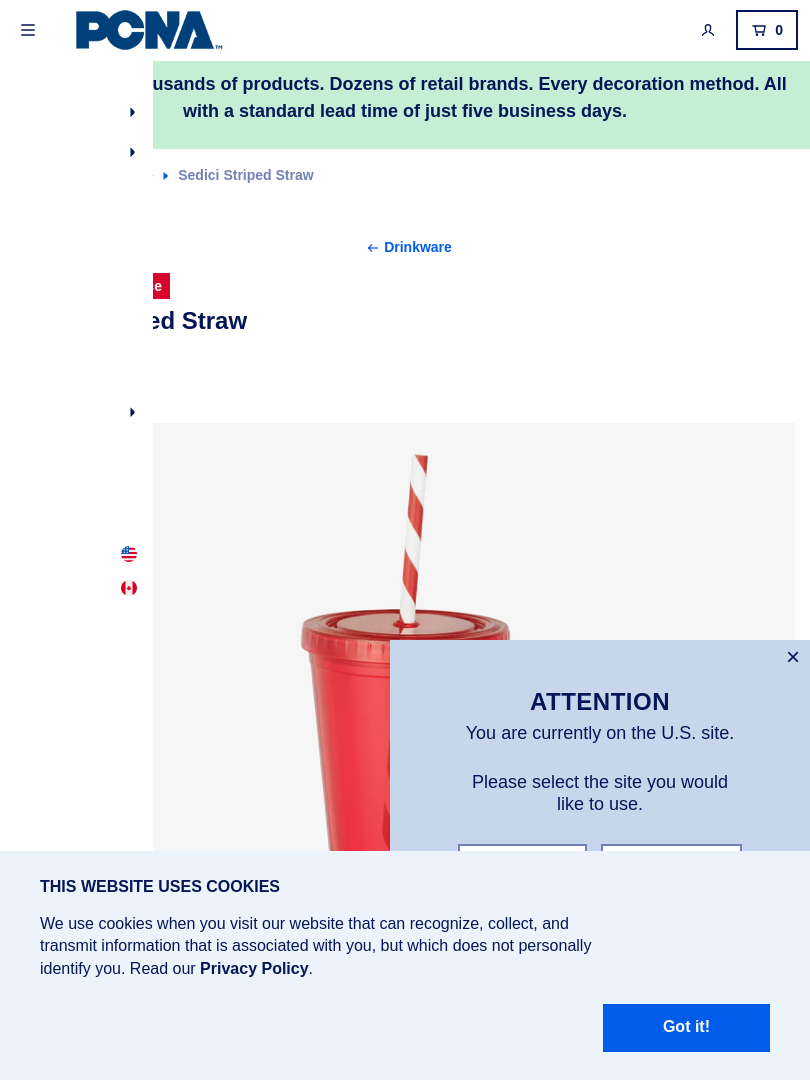 PCNA
TM
0
of products. Dozens of retail brands. Every decoration method. All
with a standard lead time of just five business days.
Sedici Striped Straw
Drinkware
Straw
ATTENTION
You are currently on the U.S. site.
Please select the site you would
like to use.
THIS WEBSITE USES COOKIES
We use cookies when you visit our website that can recognize, collect, and
transmit information that is associated with you, but which does not personally
identify you. Read our Privacy Policy.
Got it!